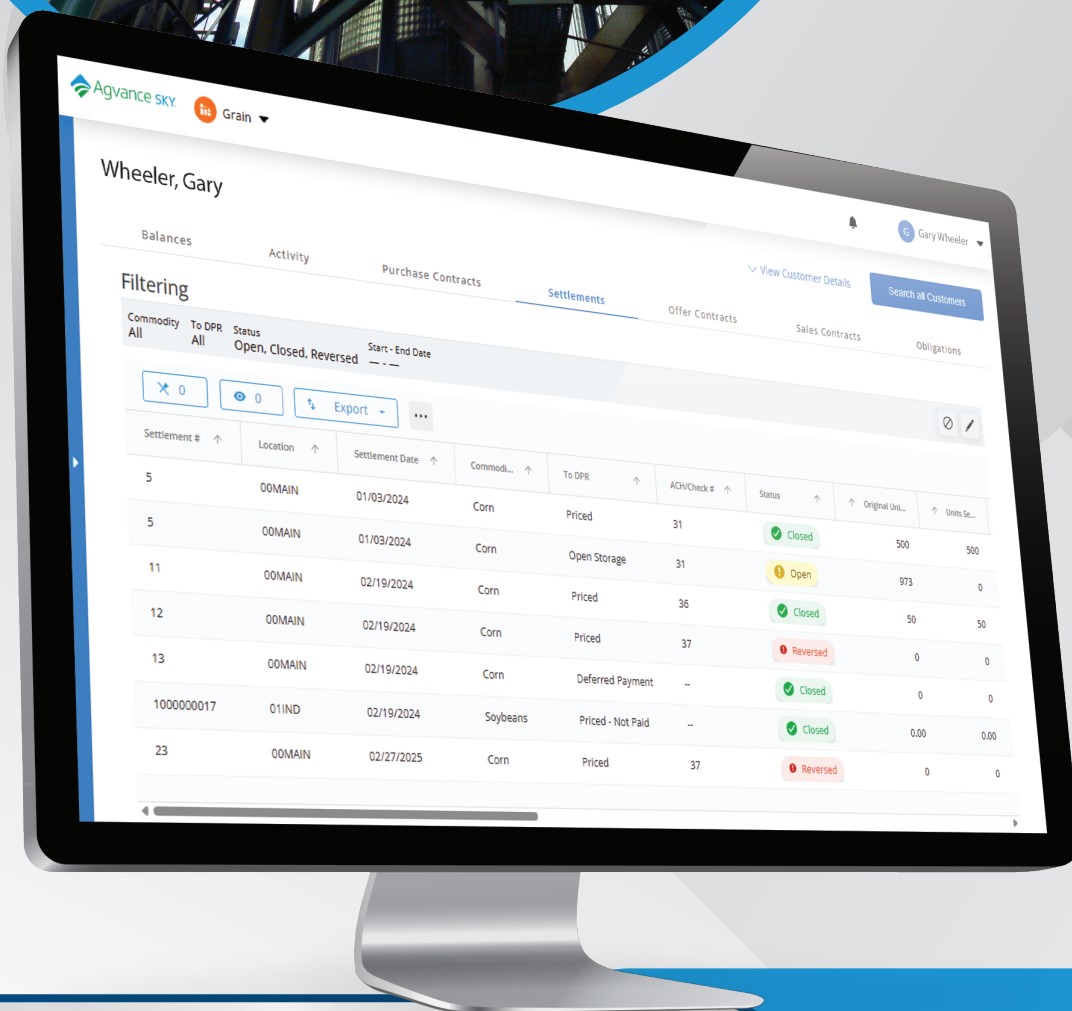 Agvance SKY
Grain
Gary Wheeler
G
Wheeler, Gary
View Customer Details
Search all Customers
Balances
Activity
Purchase Contracts
Settlements
Offer Contracts
Sales Contracts
Obligations
Filtering
Commodity To DPR Status Start - End Date
All All Open, Closed, Reversed — - —
0 0 Export ...
Settlement # Location Settlement Date Commodi... To DPR ACH/Check # Status Original Uni... Units Se...
5 00MAIN 01/03/2024 Corn Priced 31 Closed 500 500
5 00MAIN 01/03/2024 Corn Open Storage 31 Open 973 0
11 00MAIN 02/19/2024 Corn Priced 36 Closed 50 50
12 00MAIN 02/19/2024 Corn Priced 37 Reversed 0 0
13 00MAIN 02/19/2024 Corn Deferred Payment -- Closed 0 0
1000000017 01IND 02/19/2024 Soybeans Priced - Not Paid -- Closed 0.00 0.00
23 00MAIN 02/27/2025 Corn Priced 37 Reversed 0 0